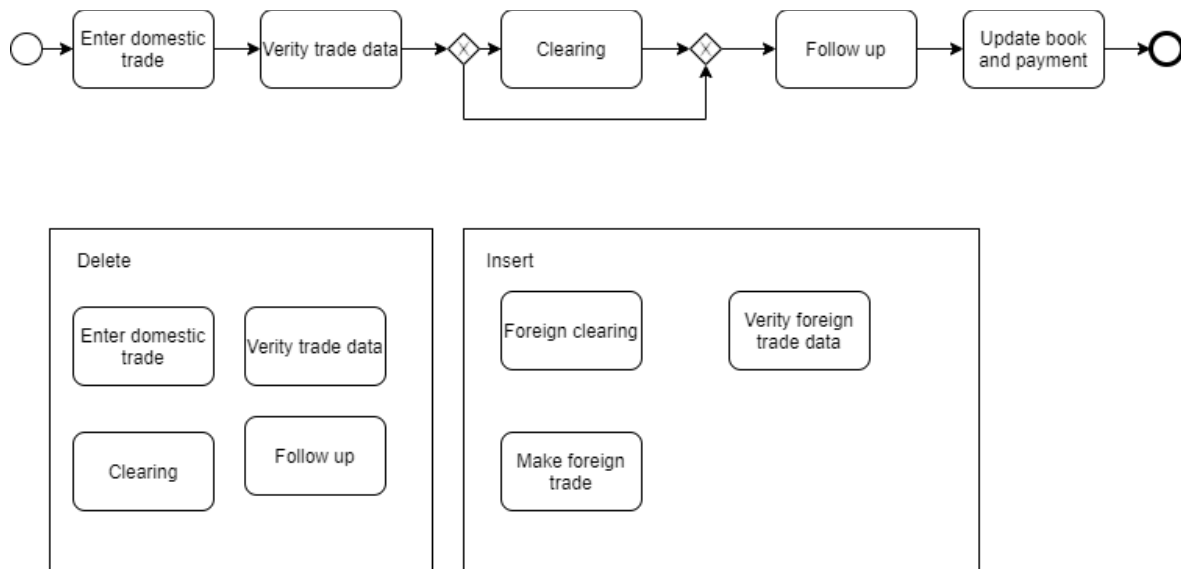 Enter domestic
trade
Verity trade data
Clearing
Follow up
Update book
and payment
Delete
Enter domestic
trade
Verity trade data
Clearing
Follow up
Insert
Foreign clearing
Verity foreign
trade data
Make foreign
trade